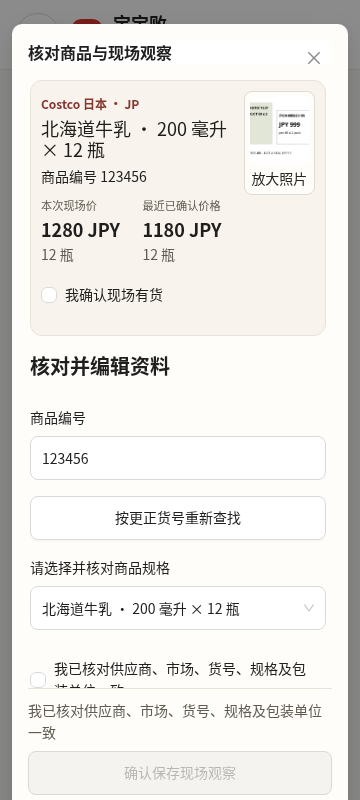 核对商品与现场观察
Costco 日本 · JP
北海道牛乳 · 200 毫升
× 12 瓶
商品编号 123456
JPY 999
放大照片
本次现场价
最近已确认价格
1280 JPY
1180 JPY
12 瓶
12 瓶
我确认现场有货
核对并编辑资料
商品编号
123456
按更正货号重新查找
请选择并核对商品规格
北海道牛乳 · 200 毫升 × 12 瓶
我已核对供应商、市场、货号、规格及包
我已核对供应商、市场、货号、规格及包装单位
一致
确认保存现场观察